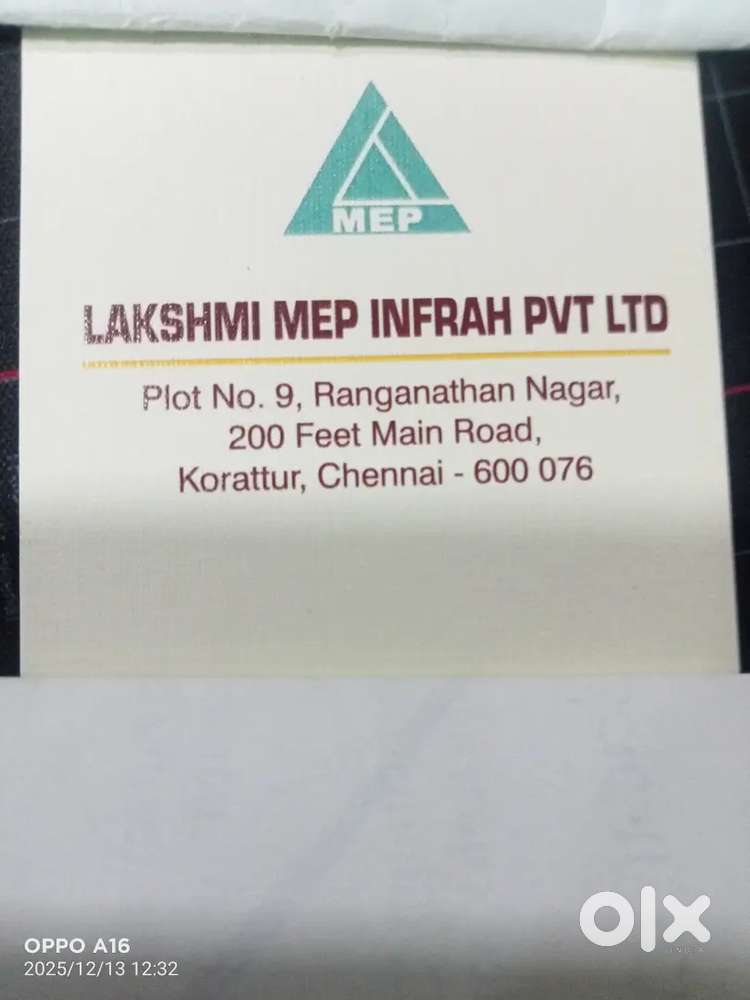 MEP
LAKSHMI MEP INFRAH PVT LTD
Plot No. 9, Ranganathan Nagar,
200 Feet Main Road,
Korattur, Chennai - 600 076
olx
INDIA
OPPO A16
2025/12/13 12:32